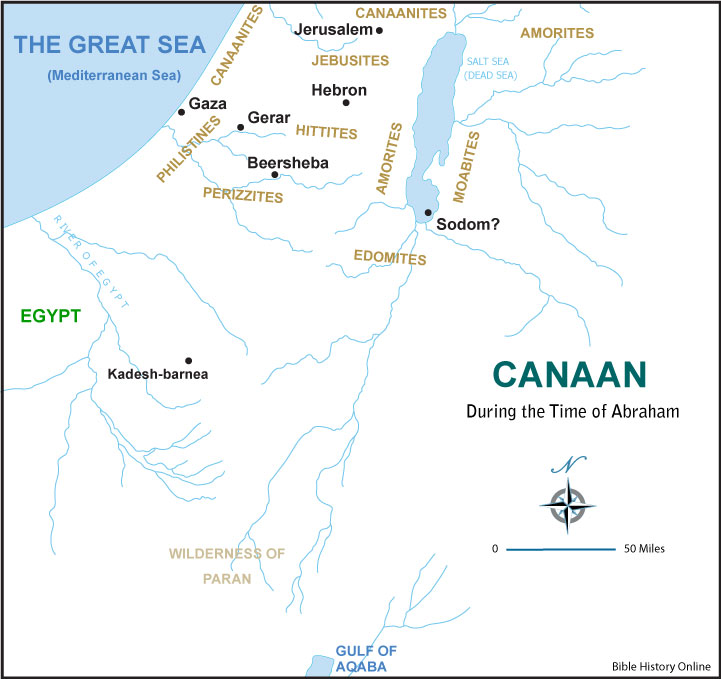 CANAANITES
THE GREAT SEA
(Mediterranean Sea)
CANAANITES
Jerusalem
AMORITES
JEBUSITES
SALT SEA
(DEAD SEA)
Hebron
Gaza
Gerar
HITTITES
PHILISTINES
AMORITES
MOABITES
Beersheba
PERIZZITES
Sodom?
RIVER OF EGYPT
EDOMITES
EGYPT
Kadesh-barnea
CANAAN
During the Time of Abraham
N
0 50 Miles
WILDERNESS OF
PARAN
GULF OF
AQABA
Bible History Online